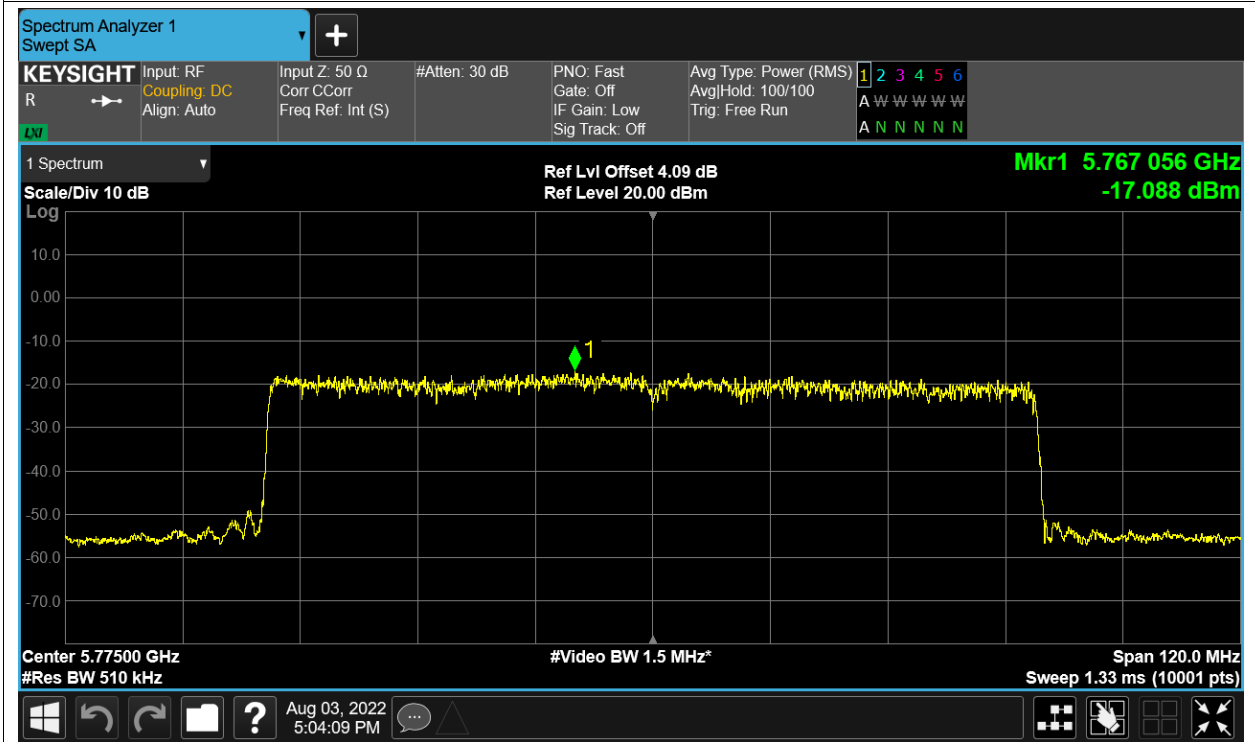 Spectrum Analyzer 1
Swept SA
+
KEYSIGHT
R
LXI
Input: RF
Coupling: DC
Align: Auto
Input Z: 50 Ω
Corr CCorr
Freq Ref: Int (S)
#Atten: 30 dB
PNO: Fast
Gate: Off
IF Gain: Low
Sig Track: Off
Avg Type: Power (RMS)
Avg|Hold: 100/100
Trig: Free Run
1 2 3 4 5 6
A W W W W W
A N N N N N
1 Spectrum
Scale/Div 10 dB
Log
Ref Lvl Offset 4.09 dB
Ref Level 20.00 dBm
Mkr1 5.767 056 GHz
-17.088 dBm
10.0
0.00
-10.0
1
-20.0
-30.0
-40.0
-50.0
-60.0
-70.0
Center 5.77500 GHz
#Res BW 510 kHz
#Video BW 1.5 MHz*
Span 120.0 MHz
Sweep 1.33 ms (10001 pts)
?
Aug 03, 2022
5:04:09 PM